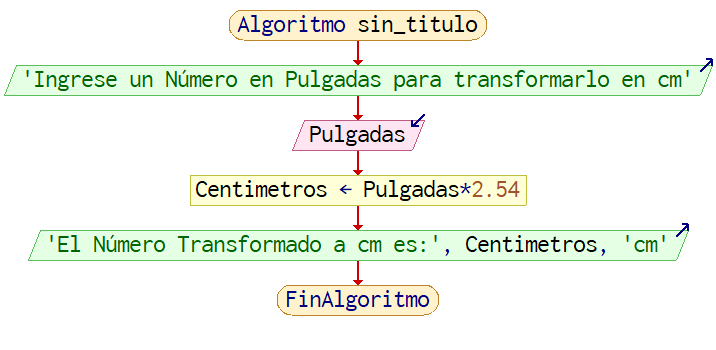 Algoritmo sin_titulo
'Ingrese un Número en Pulgadas para transformarlo en cm'
Pulgadas
Centimetros ← Pulgadas*2.54
'El Número Transformado a cm es:', Centimetros, 'cm'
FinAlgoritmo